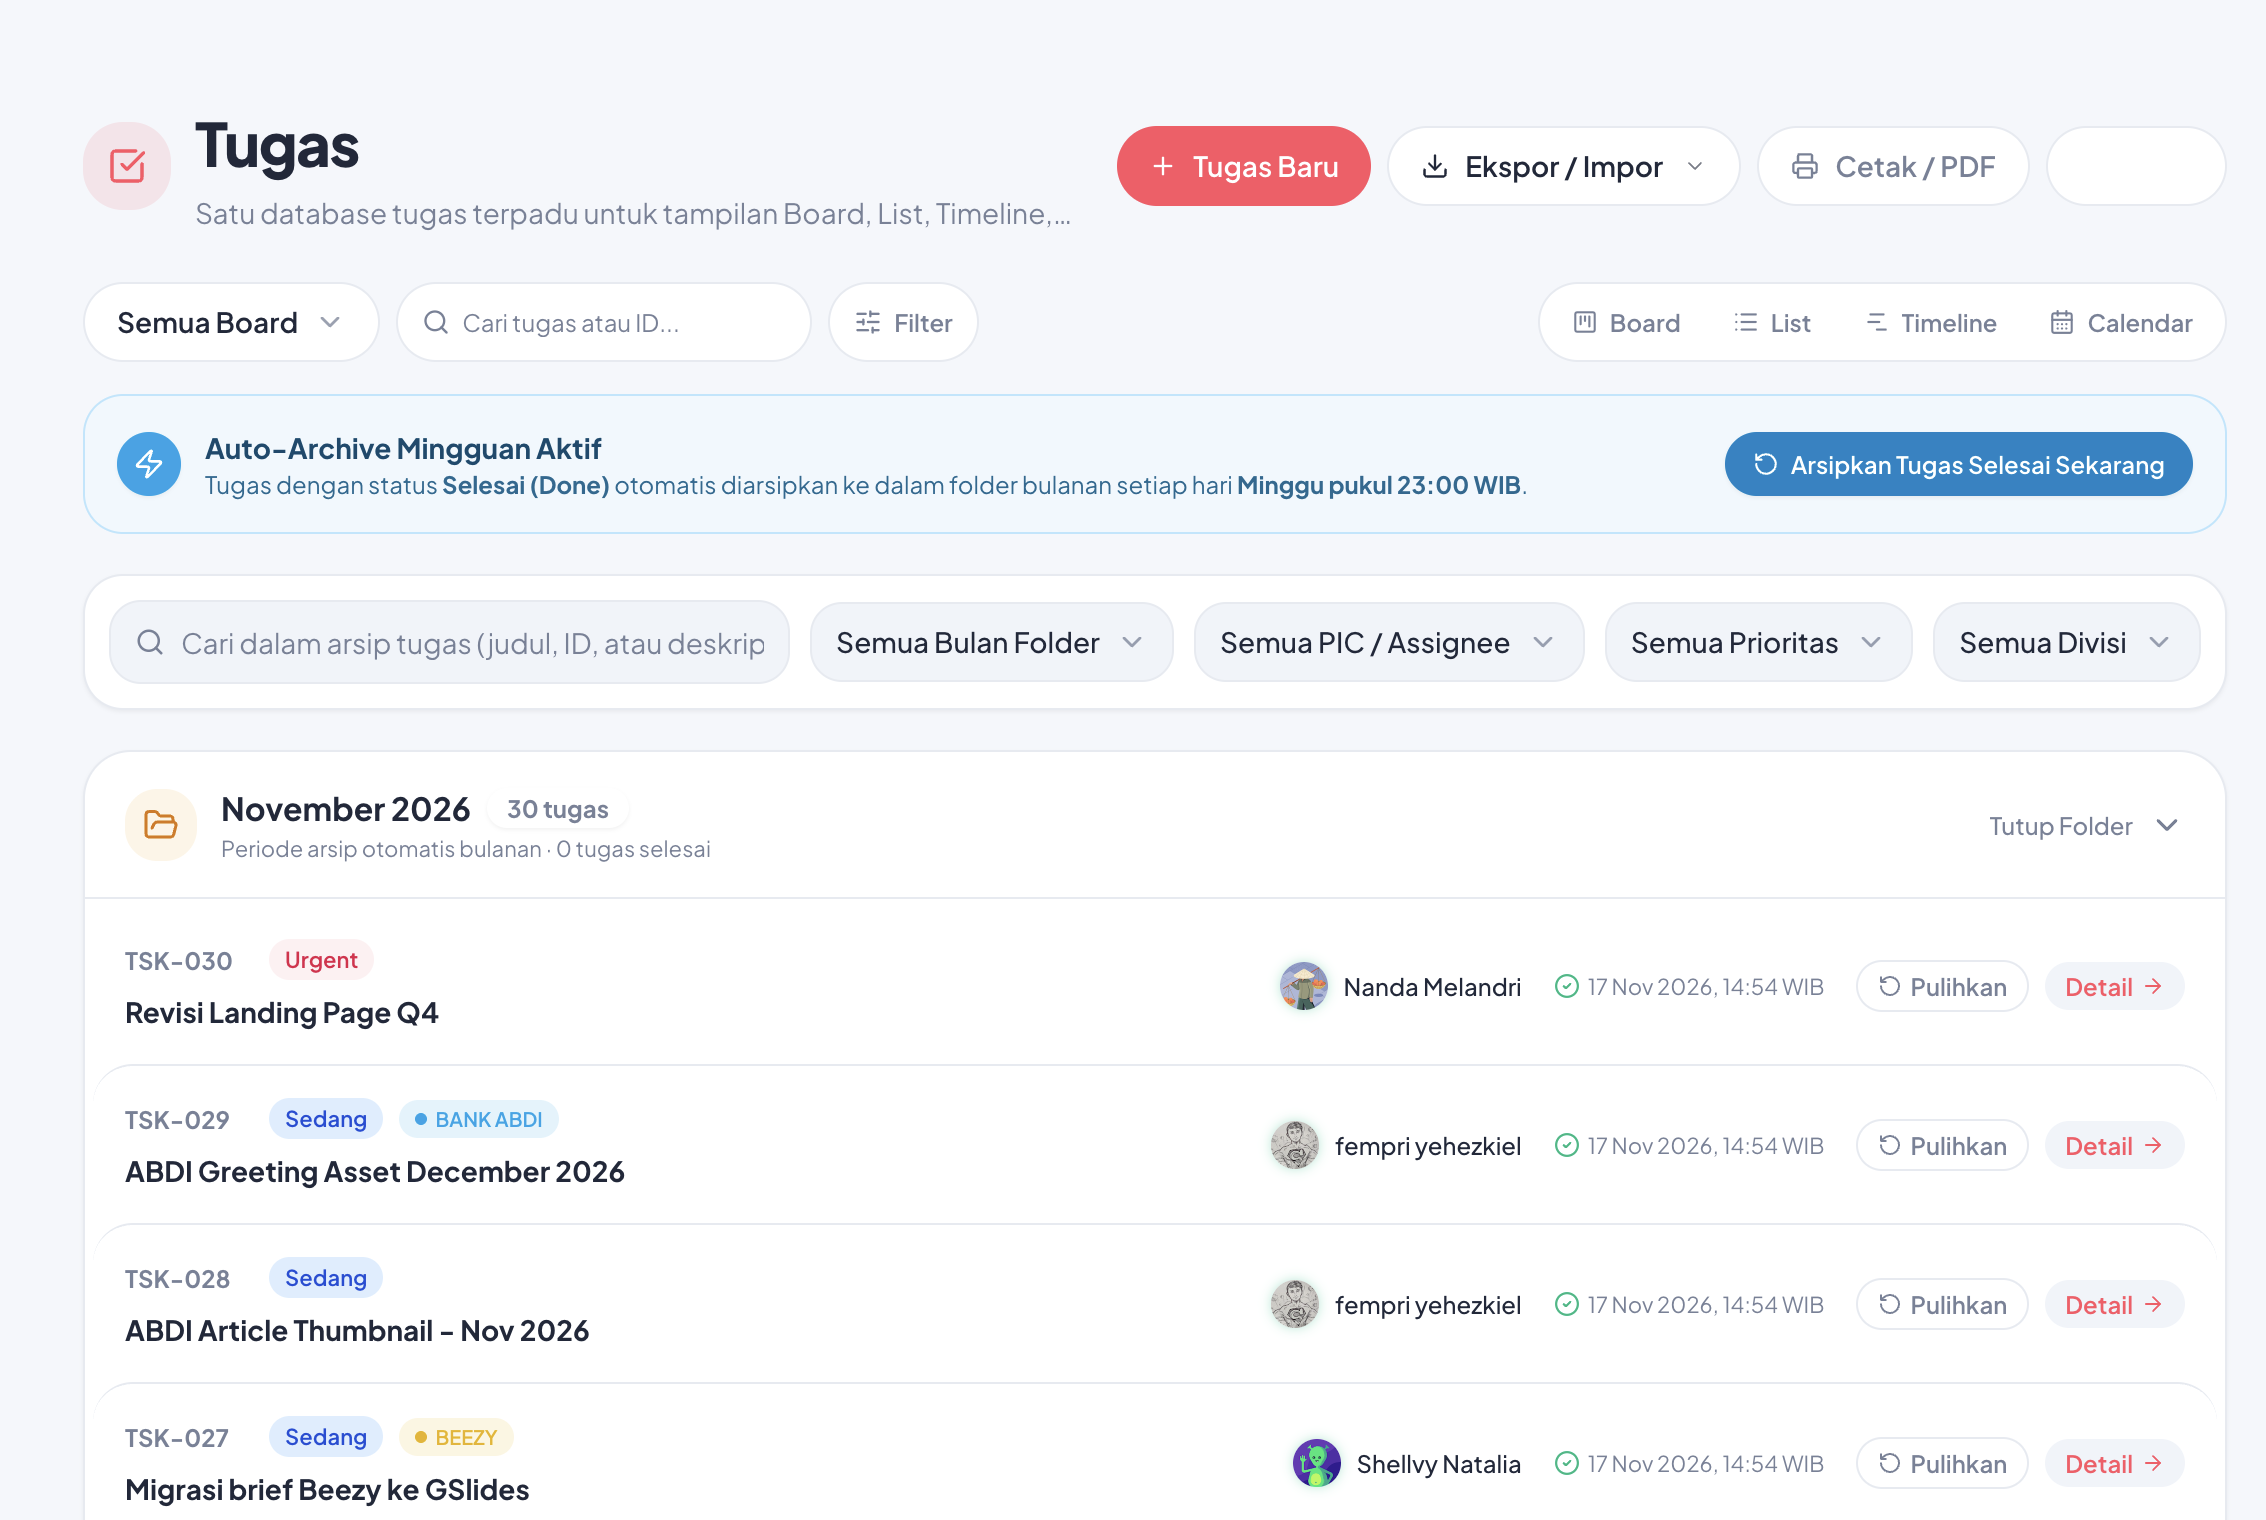 Tugas
Satu database tugas terpadu untuk tampilan Board, List, Timeline,...
Tugas Baru
Ekspor / Impor
Cetak / PDF
Semua Board
Cari tugas atau ID...
Filter
Board
List
Timeline
Calendar
Auto-Archive Mingguan Aktif
Tugas dengan status Selesai (Done) otomatis diarsipkan ke dalam folder bulanan setiap hari Minggu pukul 23:00 WIB.
Arsipkan Tugas Selesai Sekarang
Cari dalam arsip tugas (judul, ID, atau deskrip
Semua Bulan Folder
Semua PIC / Assignee
Semua Prioritas
Semua Divisi
November 2026 30 tugas
Periode arsip otomatis bulanan · 0 tugas selesai
Tutup Folder
TSK-030 Urgent
Revisi Landing Page Q4
Nanda Melandri 17 Nov 2026, 14:54 WIB Pulihkan Detail →
TSK-029 Sedang BANK ABDI
ABDI Greeting Asset December 2026
fempri yehezkiel 17 Nov 2026, 14:54 WIB Pulihkan Detail →
TSK-028 Sedang
ABDI Article Thumbnail - Nov 2026
fempri yehezkiel 17 Nov 2026, 14:54 WIB Pulihkan Detail →
TSK-027 Sedang BEEZY
Migrasi brief Beezy ke GSlides
Shellvy Natalia 17 Nov 2026, 14:54 WIB Pulihkan Detail →